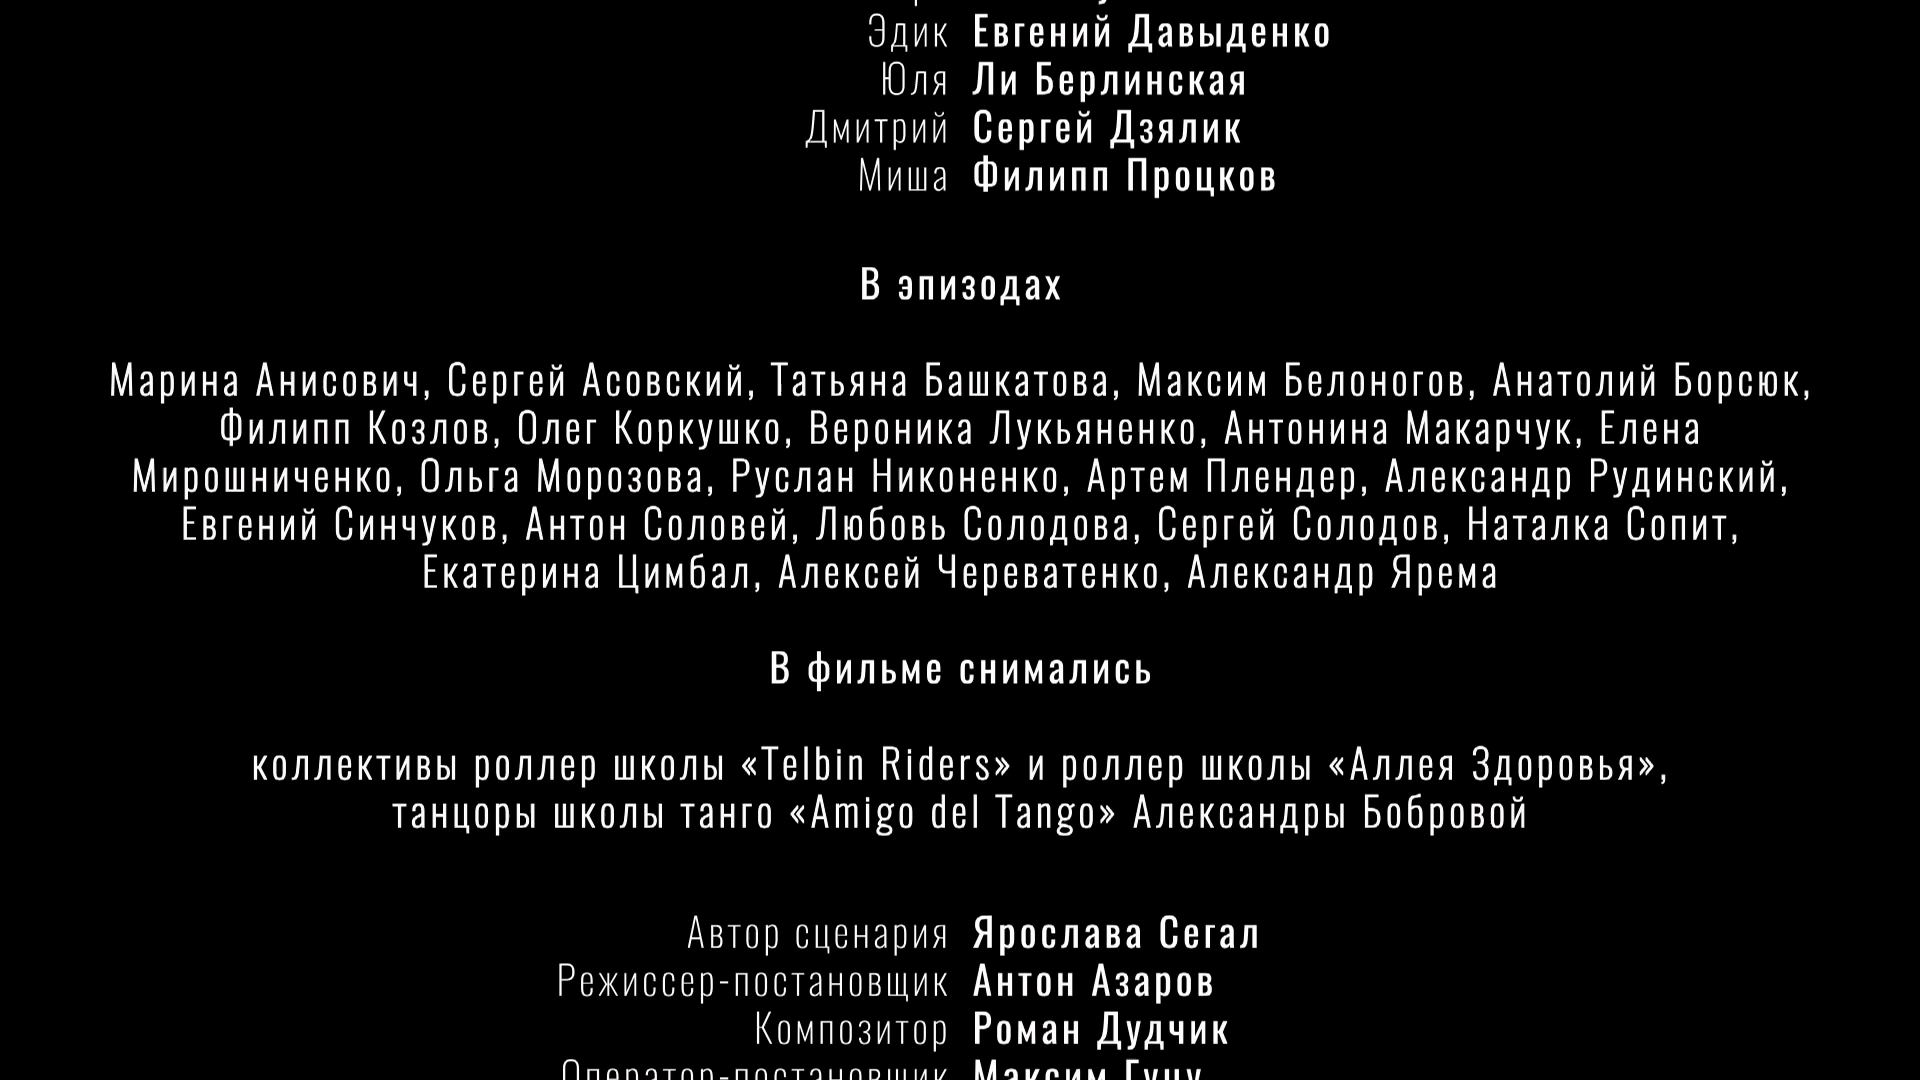 Эдик Евгений Давыденко
Юля Ли Берлинская
Дмитрий Сергей Дзялик
Миша Филипп Процков
В эпизодах
Марина Анисович, Сергей Асовский, Татьяна Башкатова, Максим Белоногов, Анатолий Борсюк,
Филипп Козлов, Олег Коркушко, Вероника Лукьяненко, Антонина Макарчук, Елена
Мирошниченко, Ольга Морозова, Руслан Никоненко, Артем Плендер, Александр Рудинский,
Евгений Синчуков, Антон Соловей, Любовь Солодова, Сергей Солодов, Наталка Сопит,
Екатерина Цимбал, Алексей Череватенко, Александр Ярема
В фильме снимались
коллективы роллер школы «Telbin Riders» и роллер школы «Аллея Здоровья»,
танцоры школы танго «Amigo del Tango» Александры Бобровой
Автор сценария Ярослава Сегал
Режиссер-постановщик Антон Азаров
Композитор Роман Дудчик
Оператор-постановщик Максим